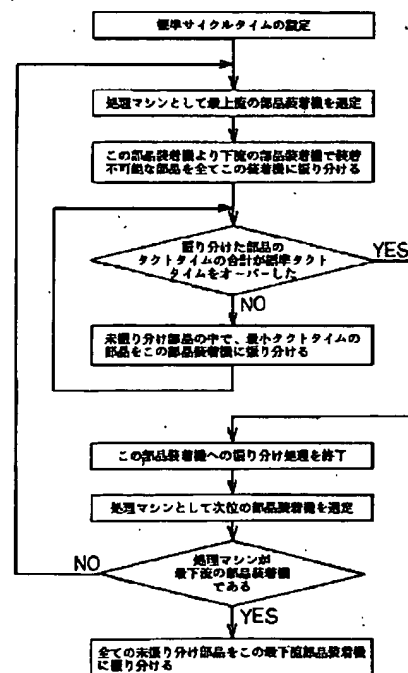 標準サイクルタイムの設定
処理マシンとして最上流の部品装着機を選定
この部品装着機より下流の部品装着機で装着
不可能な部品を全てこの装着機に振り分ける
振り分けた部品の
タクトタイムの合計が標準タクト
タイムをオーバーした
YES
NO
未振り分け部品の中で、最小タクトタイムの
部品をこの部品装着機に振り分ける
この部品装着機への振り分け処理を終了
処理マシンとして次位の部品装着機を選定
NO
処理マシンが
最下流の部品装着機
である
YES
全ての未振り分け部品をこの最下流部品装着機
に振り分ける